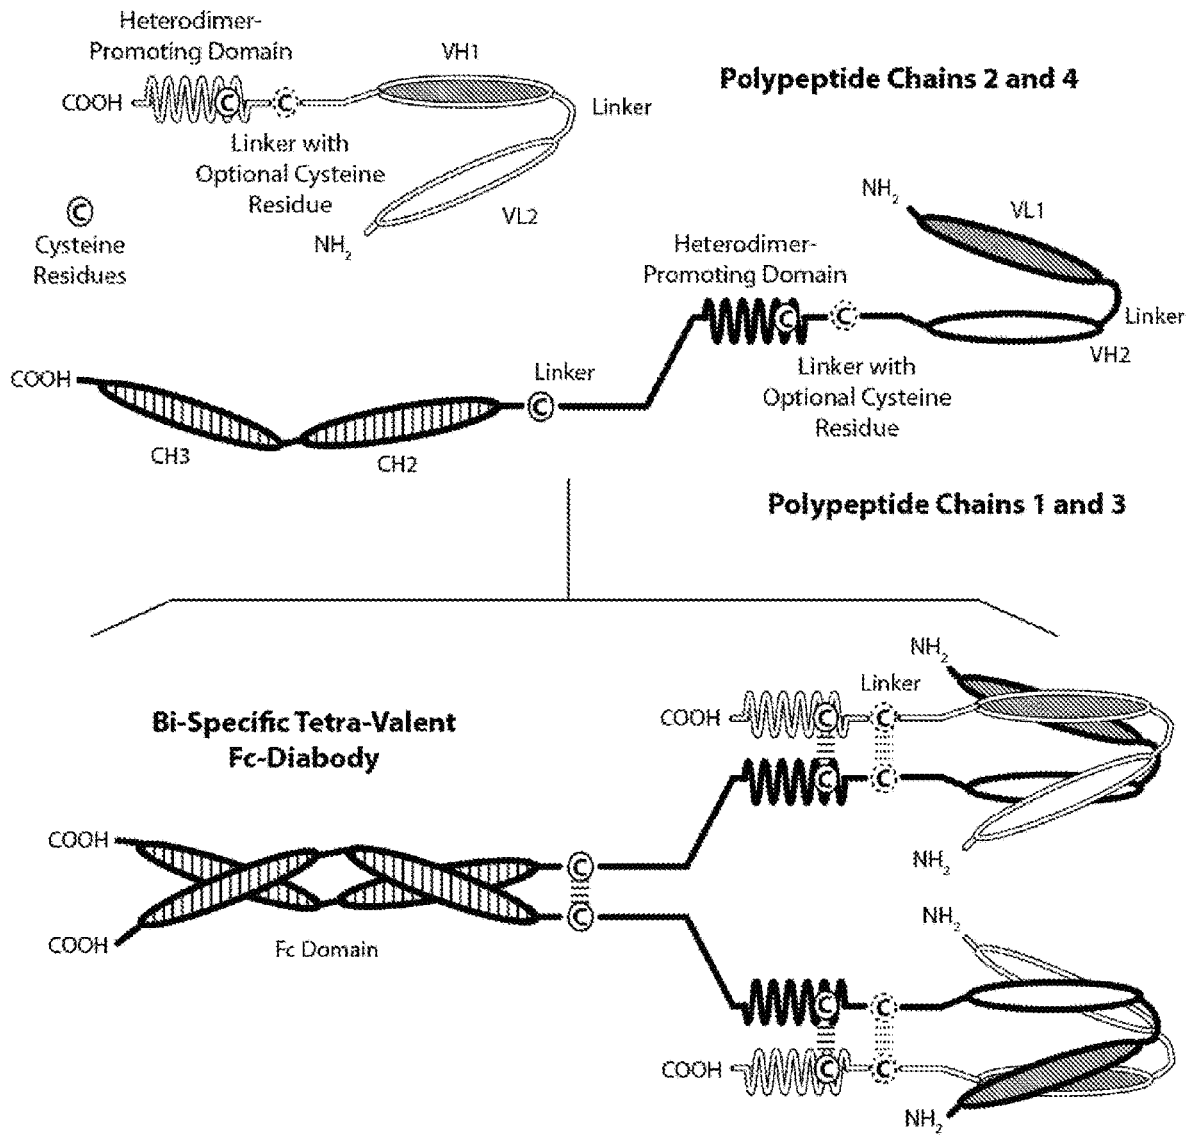 Heterodimer-
Promoting Domain
VH1
Polypeptide Chains 2 and 4
COOH
C
C
Linker
Linker with
Optional Cysteine
Residue
VL2
NH2
C
Cysteine
Residues
NH2
VL1
Heterodimer-
Promoting Domain
C
C
Linker
VH2
Linker with
Optional Cysteine
Residue
COOH
Linker
C
CH3
CH2
Polypeptide Chains 1 and 3
Bi-Specific Tetra-Valent
Fc-Diabody
NH2
Linker
COOH
C
C
C
C
NH2
COOH
C
C
COOH
Fc Domain
NH2
C
C
COOH
C
C
NH2